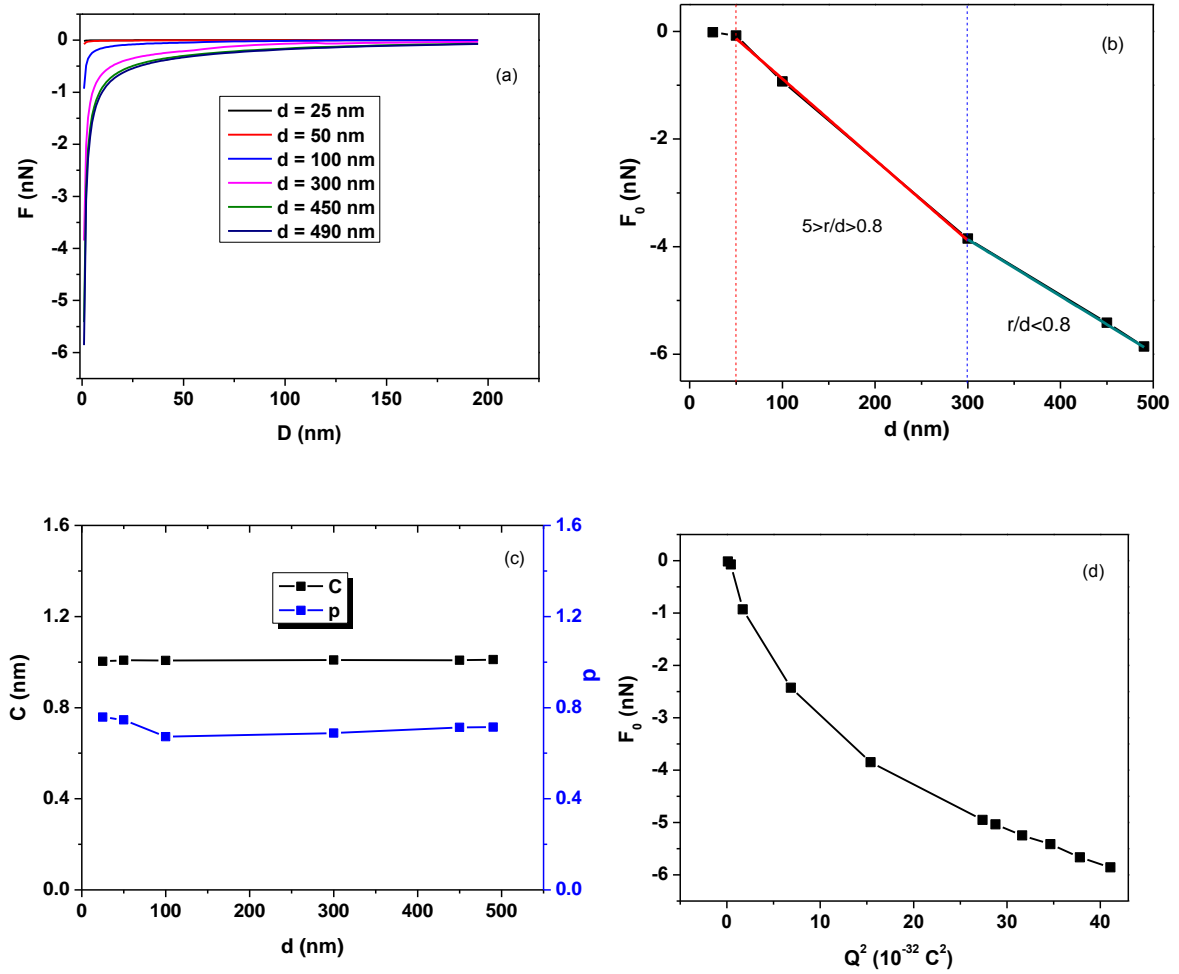 (a)
0
-1
-2
-3
-4
-5
-6
F (nN)
0
50
100
150
200
D (nm)
d = 25 nm
d = 50 nm
d = 100 nm
d = 300 nm
d = 450 nm
d = 490 nm
(b)
0
-2
-4
-6
F₀ (nN)
0
100
200
300
400
500
d (nm)
5>r/d>0.8
r/d<0.8
(c)
1.6
1.2
0.8
0.4
0.0
C (nm)
0
100
200
300
400
500
d (nm)
1.6
1.2
0.8
0.4
0.0
p
C
p
(d)
0
-1
-2
-3
-4
-5
-6
F₀ (nN)
0
10
20
30
40
Q² (10⁻³² C²)